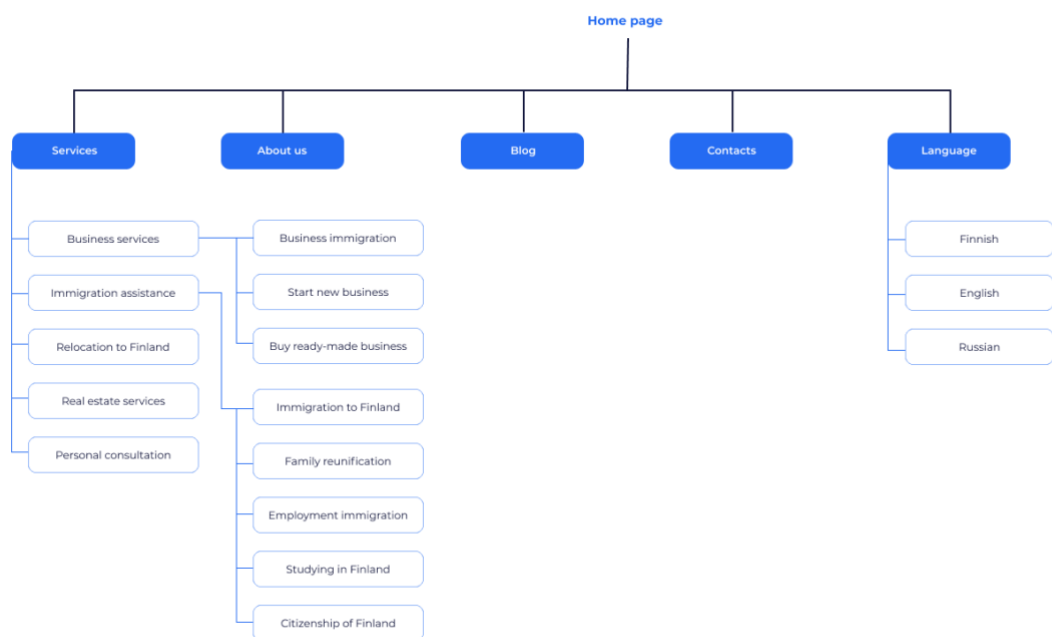 Home page
Services
About us
Blog
Contacts
Language
Business services
Business immigration
Finnish
Immigration assistance
Start new business
English
Relocation to Finland
Buy ready-made business
Russian
Real estate services
Immigration to Finland
Personal consultation
Family reunification
Employment immigration
Studying in Finland
Citizenship of Finland